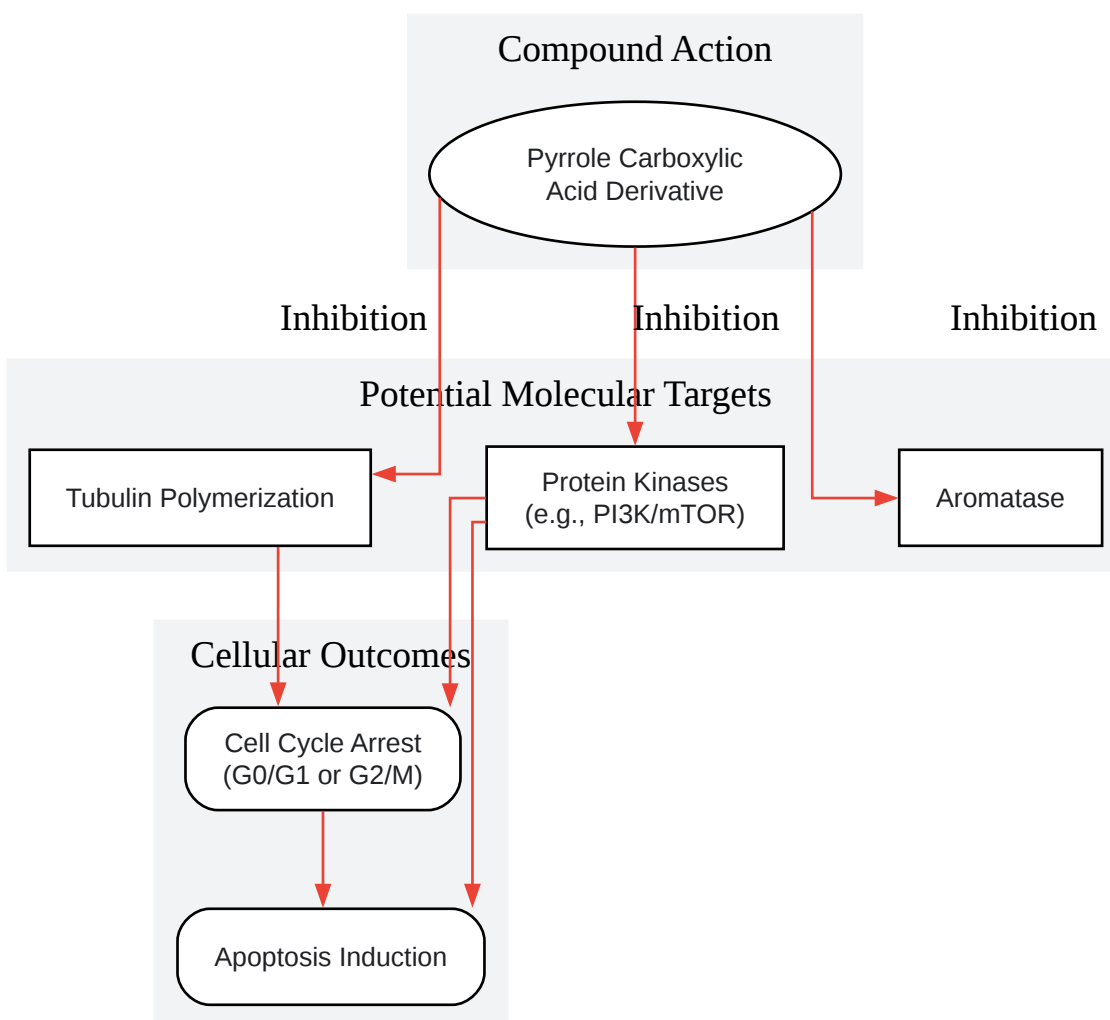 Compound Action
Pyrrole Carboxylic
Acid Derivative
Inhibition
Inhibition
Inhibition
Potential Molecular Targets
Tubulin Polymerization
Protein Kinases
(e.g., PI3K/mTOR)
Aromatase
Cellular Outcomes
Cell Cycle Arrest
(G0/G1 or G2/M)
Apoptosis Induction